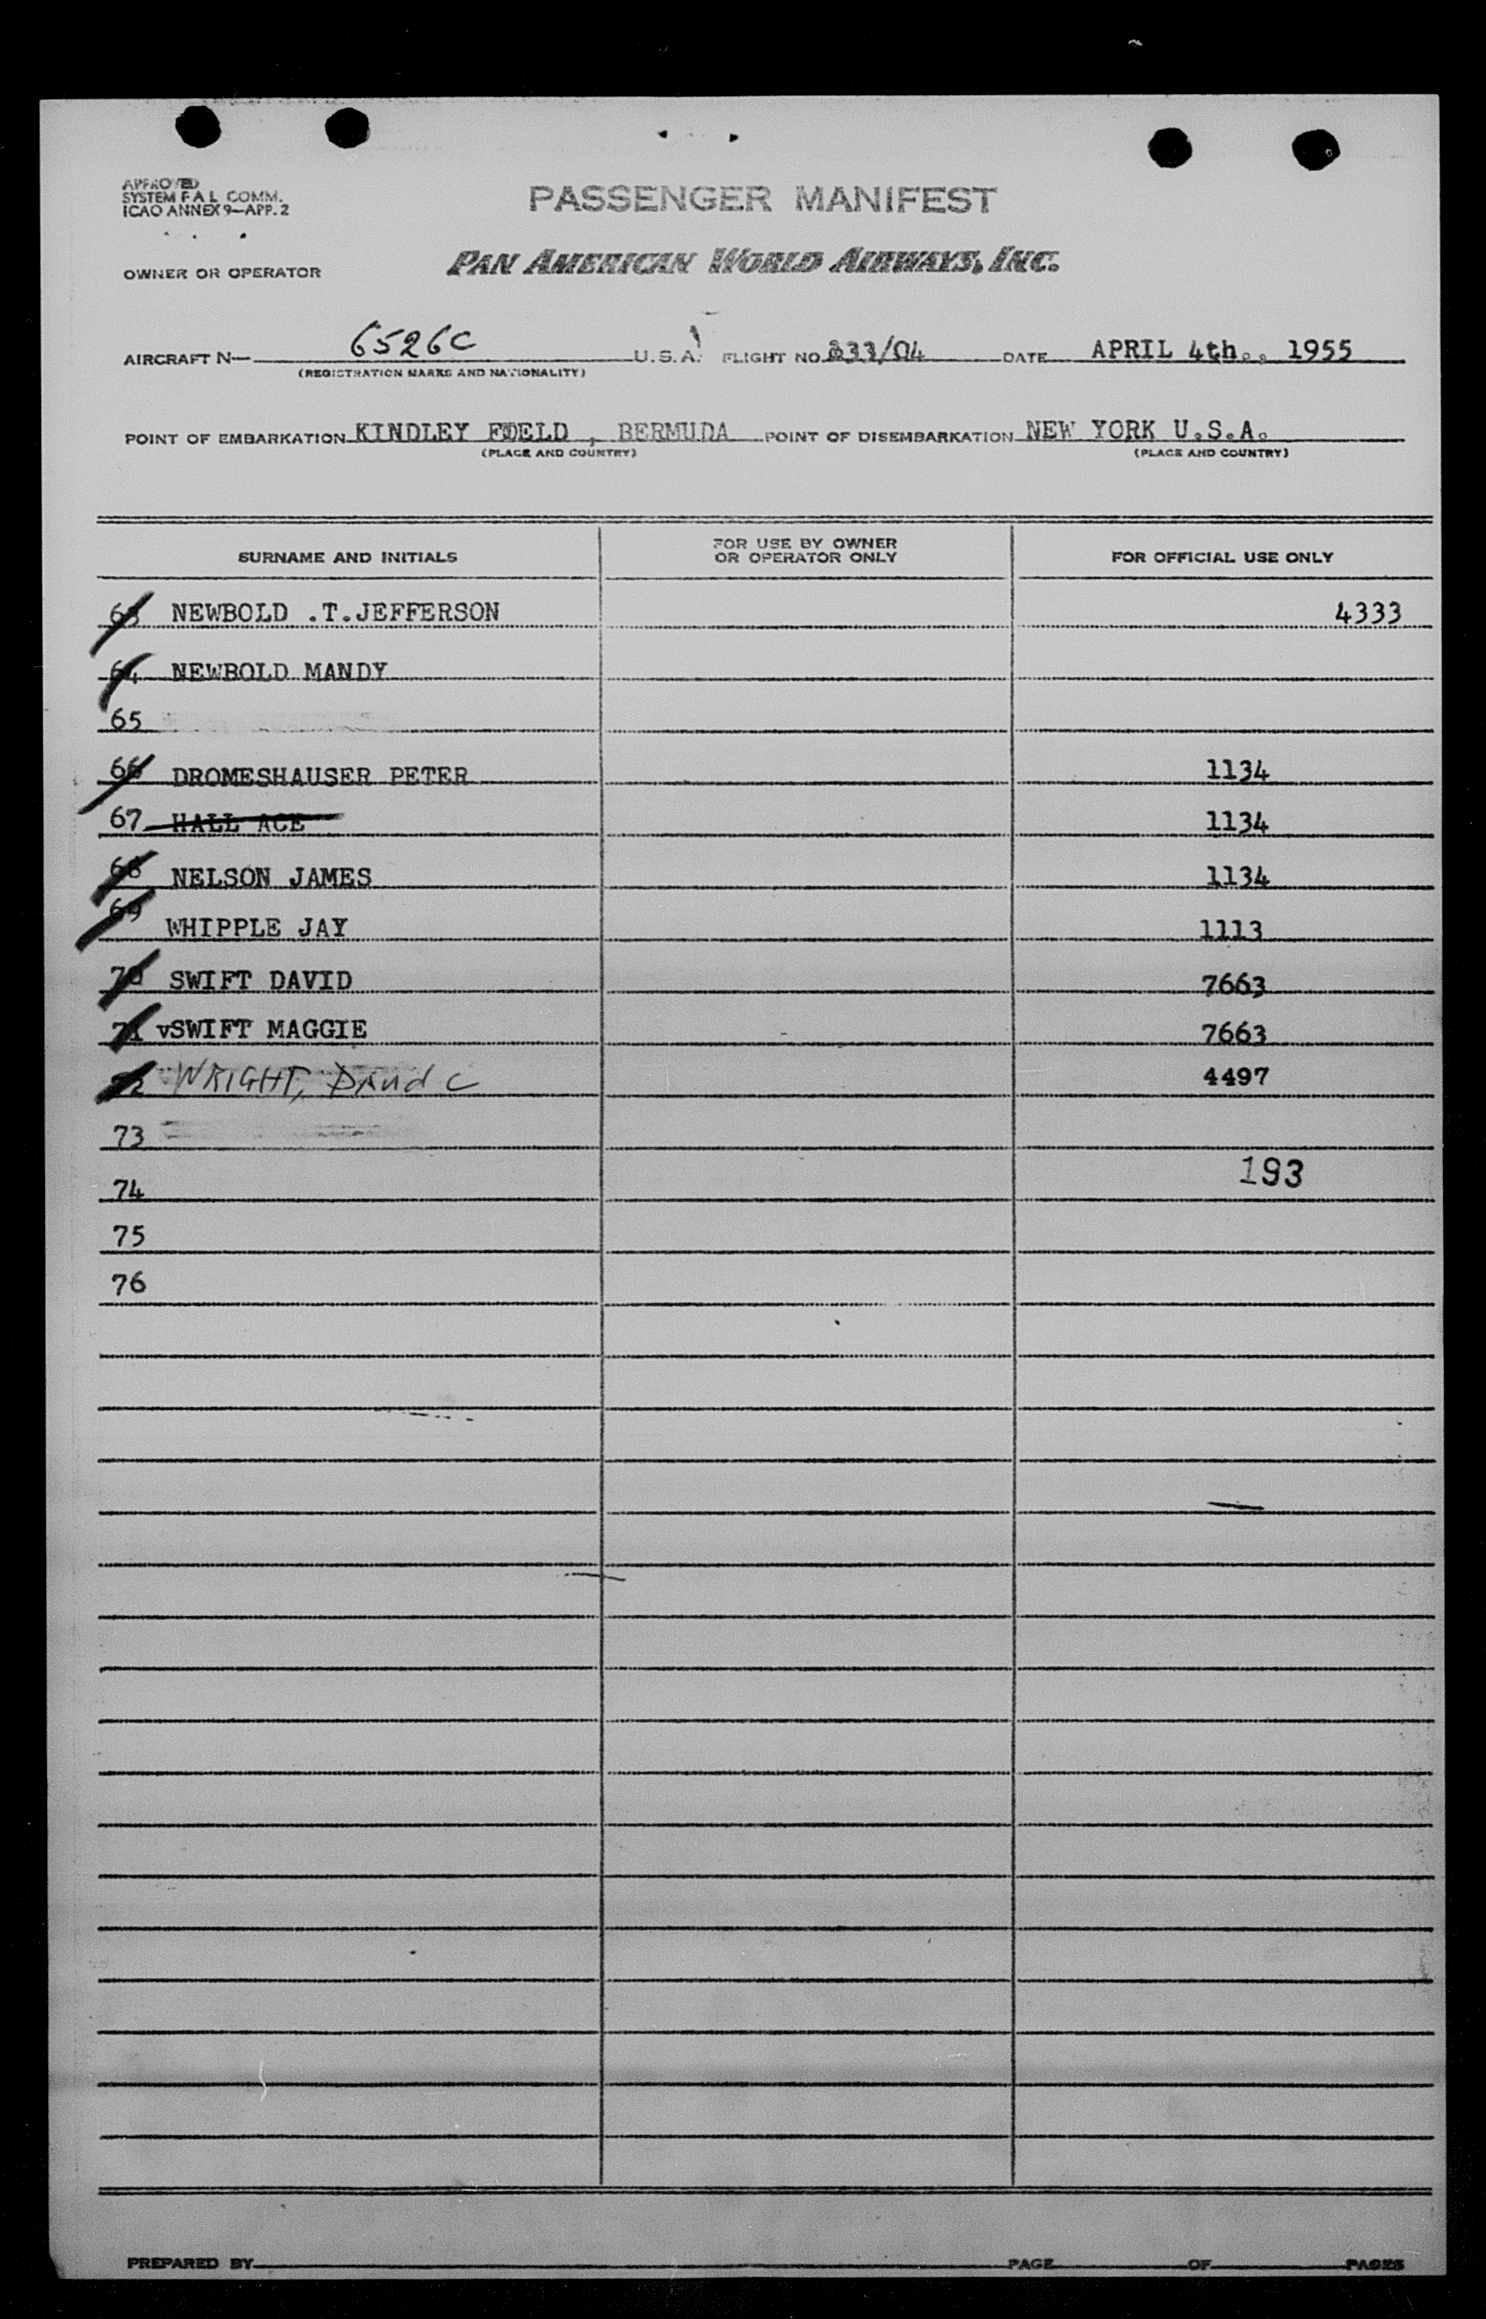 APPROVED
SYSTEM F A L COMM.
ICAO ANNEX 9—APP. 2
PASSENGER MANIFEST
OWNER OR OPERATOR PAN AMERICAN WORLD AIRWAYS, INC.
AIRCRAFT N— 6526C U.S.A. FLIGHT NO. 233/04 DATE APRIL 4th.. 1955
(REGISTRATION MARKS AND NATIONALITY)
POINT OF EMBARKATION KINDLEY FIELD , BERMUDA POINT OF DISEMBARKATION NEW YORK U.S.A.
(PLACE AND COUNTRY) (PLACE AND COUNTRY)
SURNAME AND INITIALS FOR USE BY OWNER OR OPERATOR ONLY FOR OFFICIAL USE ONLY
63 NEWBOLD .T.JEFFERSON 4333
64 NEWBOLD MANDY
65
66 DROMESHAUSER PETER 1134
67 HALL ACE 1134
68 NELSON JAMES 1134
69 WHIPPLE JAY 1113
70 SWIFT DAVID 7663
71 vSWIFT MAGGIE 7663
72 WRIGHT, David C 4497
73
74 193
75
76
PREPARED BY PAGE OF PAGES